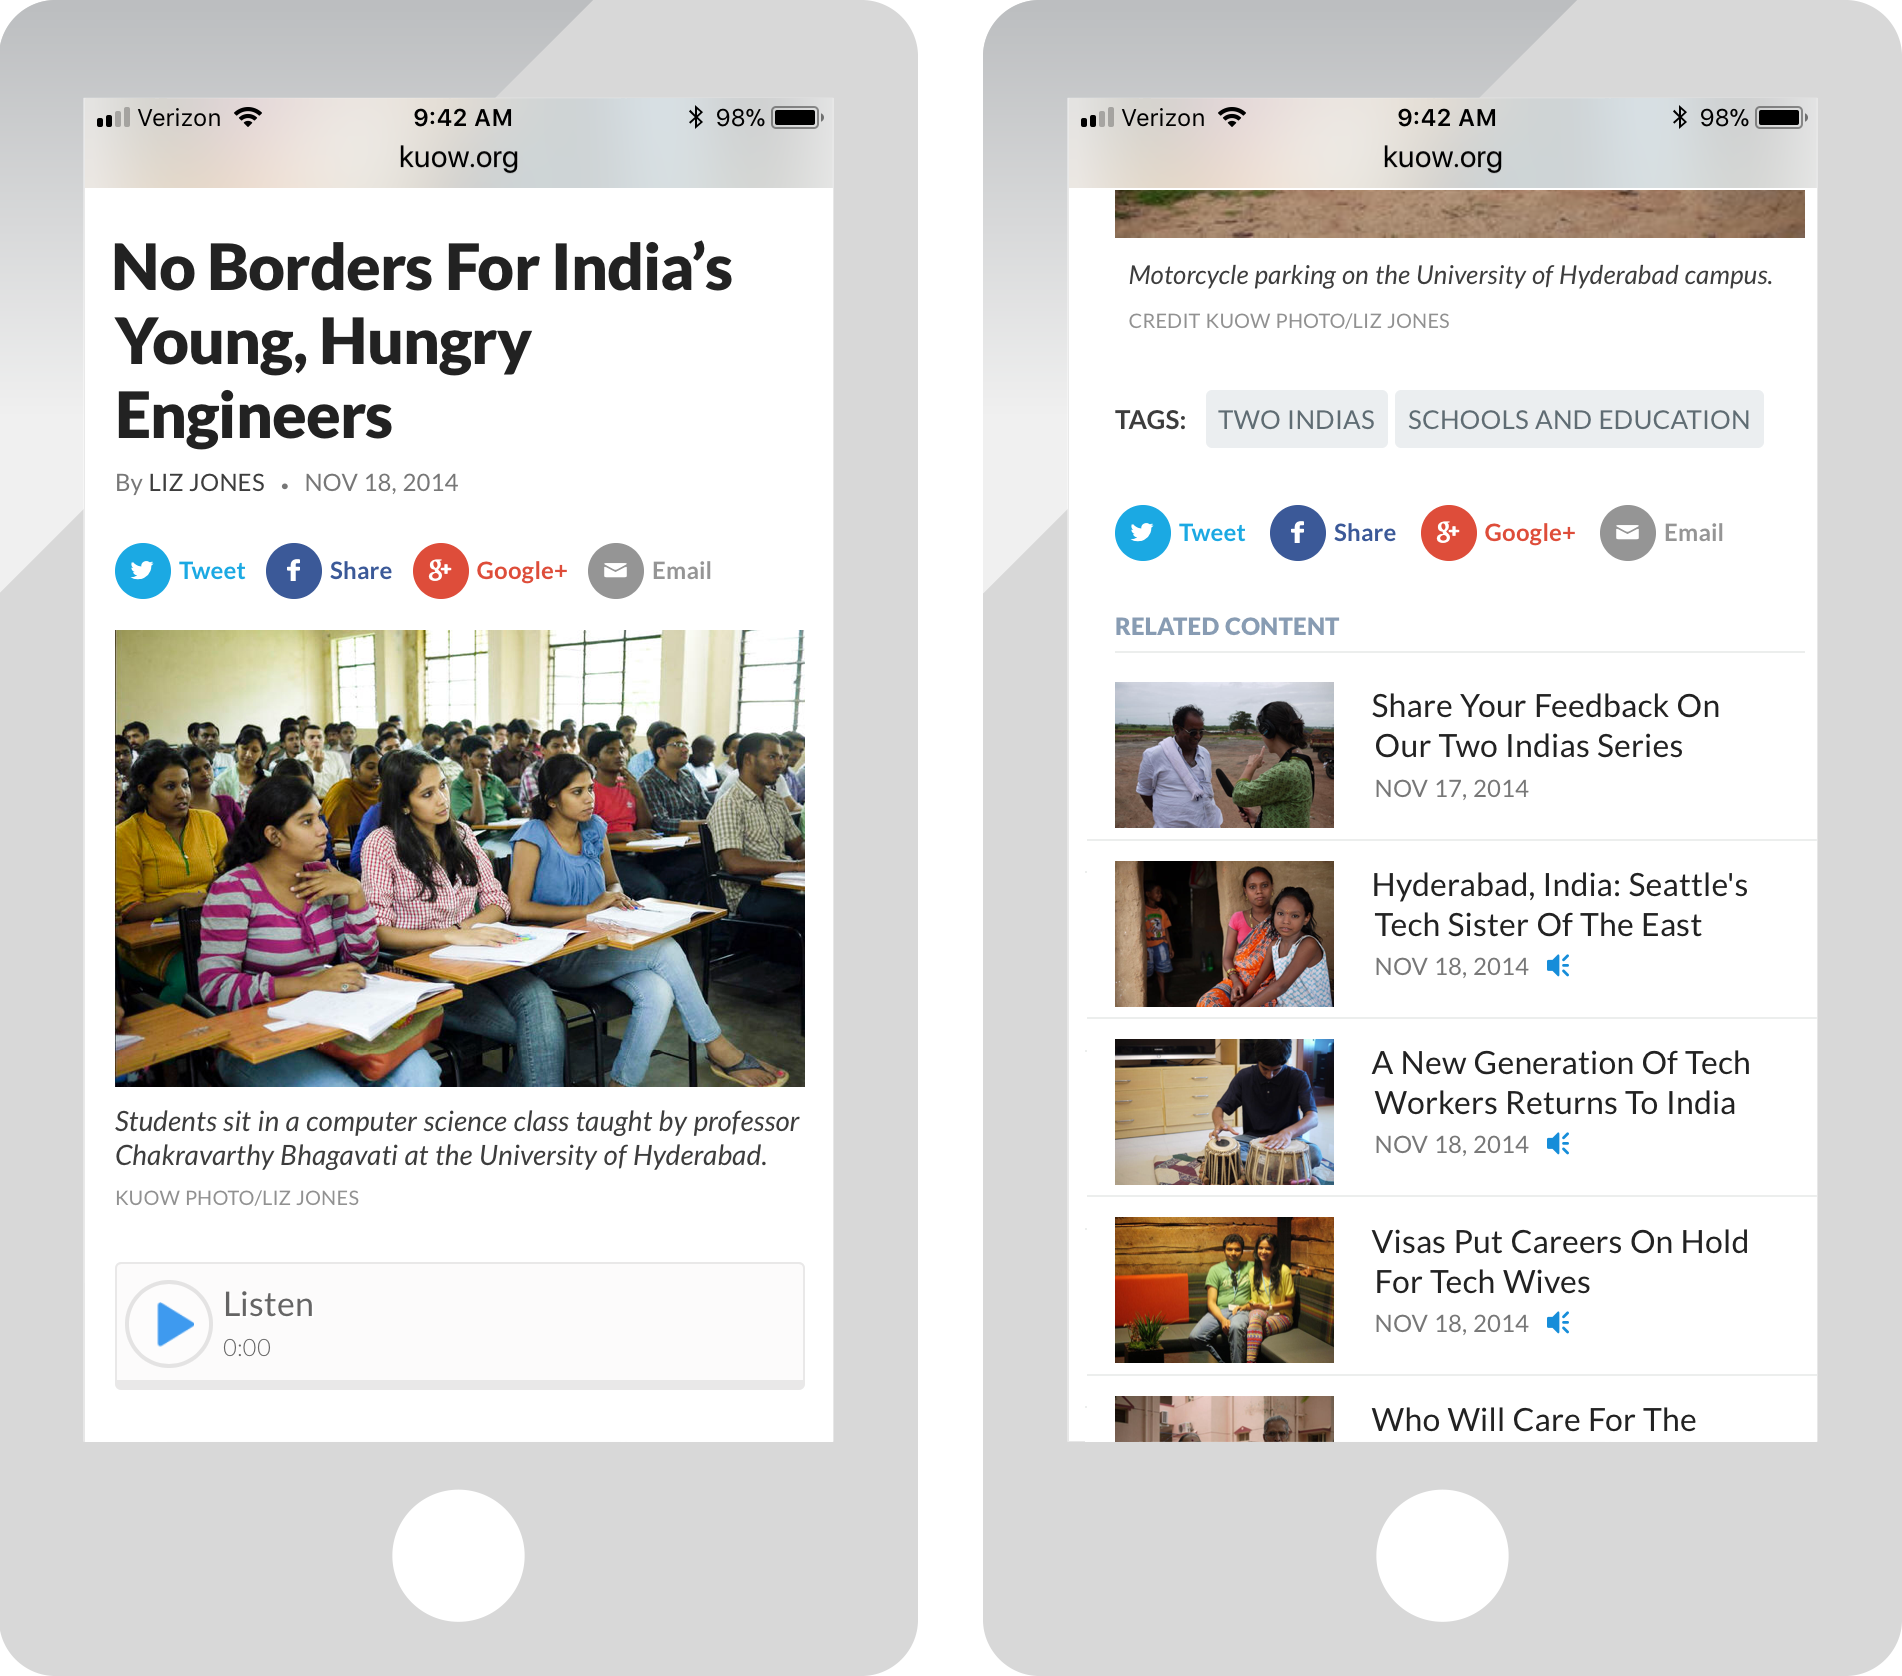 Verizon 9:42 AM 98%
kuow.org
No Borders For India’s
Young, Hungry
Engineers
By LIZ JONES • NOV 18, 2014
Tweet Share Google+ Email
Students sit in a computer science class taught by professor
Chakravarthy Bhagavati at the University of Hyderabad.
KUOW PHOTO/LIZ JONES
Listen
0:00
Verizon 9:42 AM 98%
kuow.org
Motorcycle parking on the University of Hyderabad campus.
CREDIT KUOW PHOTO/LIZ JONES
TAGS: TWO INDIAS SCHOOLS AND EDUCATION
Tweet Share Google+ Email
RELATED CONTENT
Share Your Feedback On
Our Two Indias Series
NOV 17, 2014
Hyderabad, India: Seattle's
Tech Sister Of The East
NOV 18, 2014
A New Generation Of Tech
Workers Returns To India
NOV 18, 2014
Visas Put Careers On Hold
For Tech Wives
NOV 18, 2014
Who Will Care For The